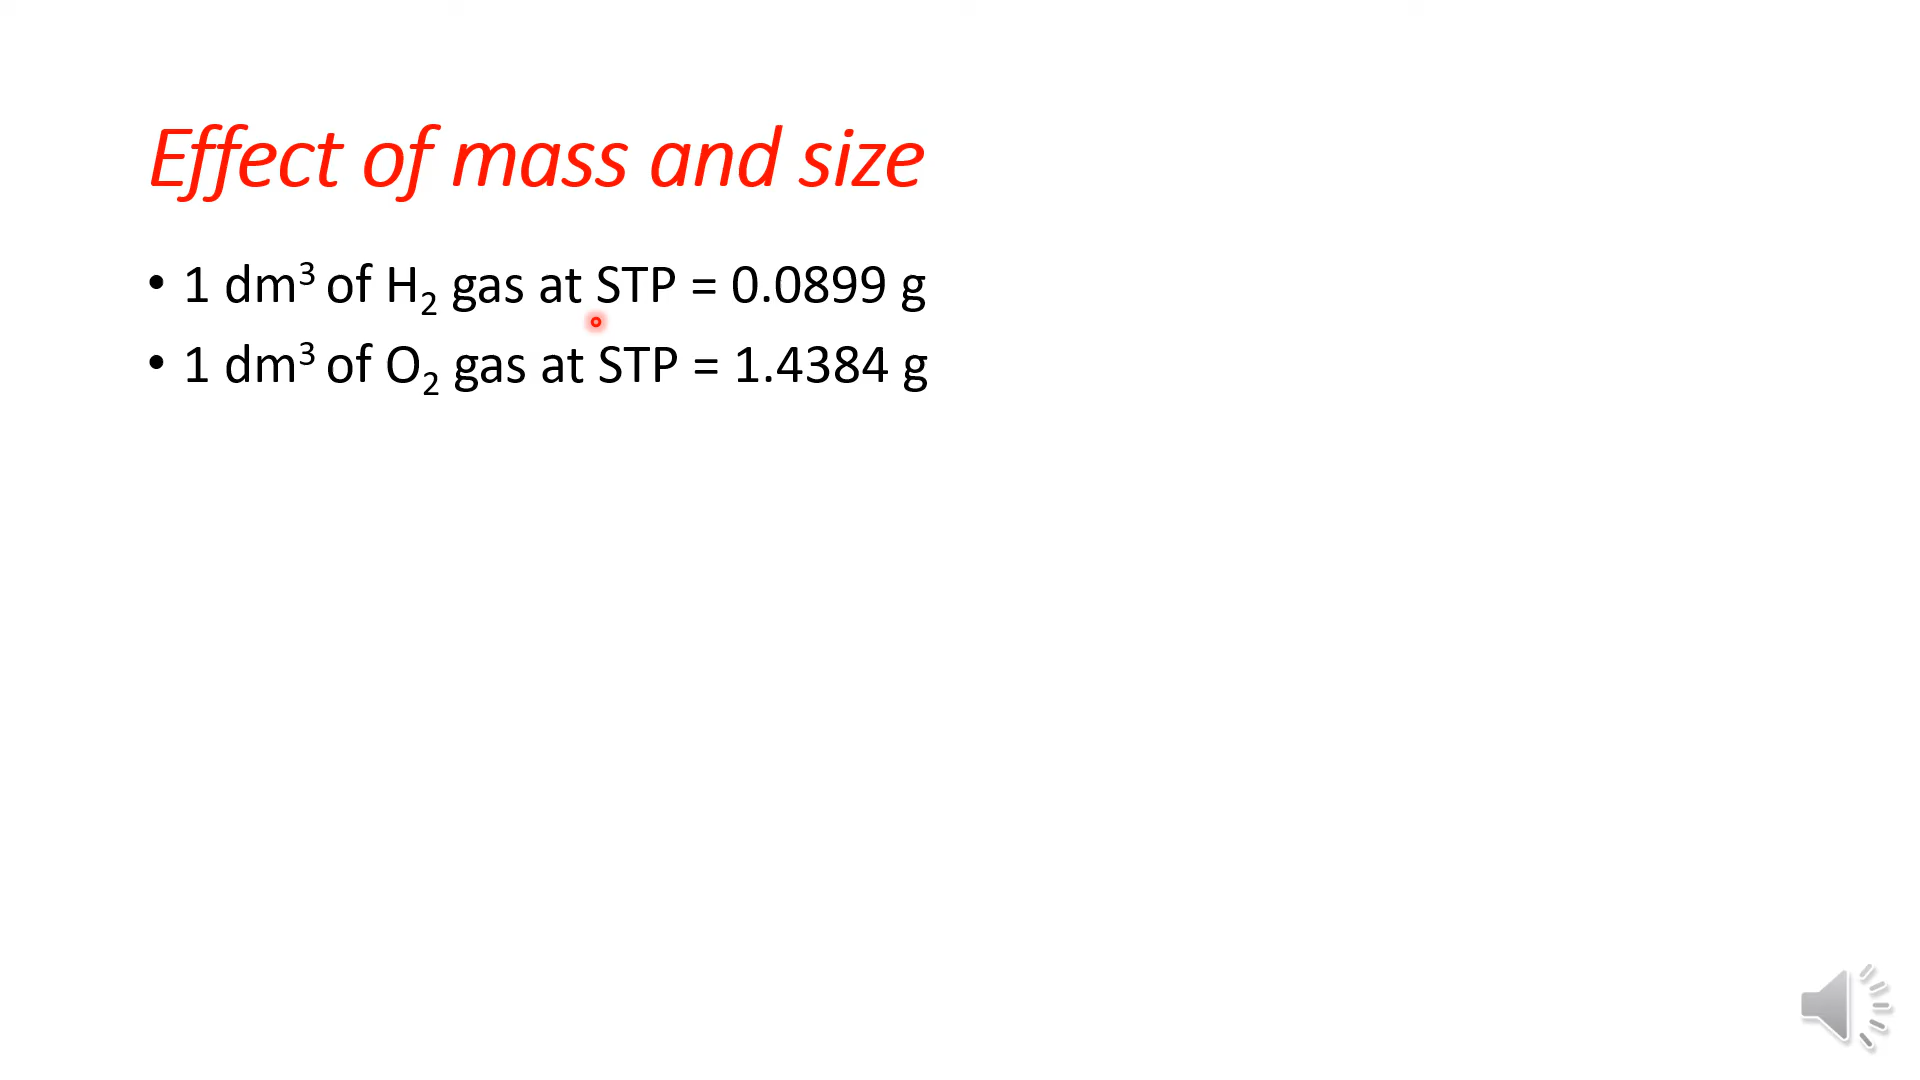 Effect of mass and size
• 1 dm³ of H₂ gas at STP = 0.0899 g
• 1 dm³ of O₂ gas at STP = 1.4384 g